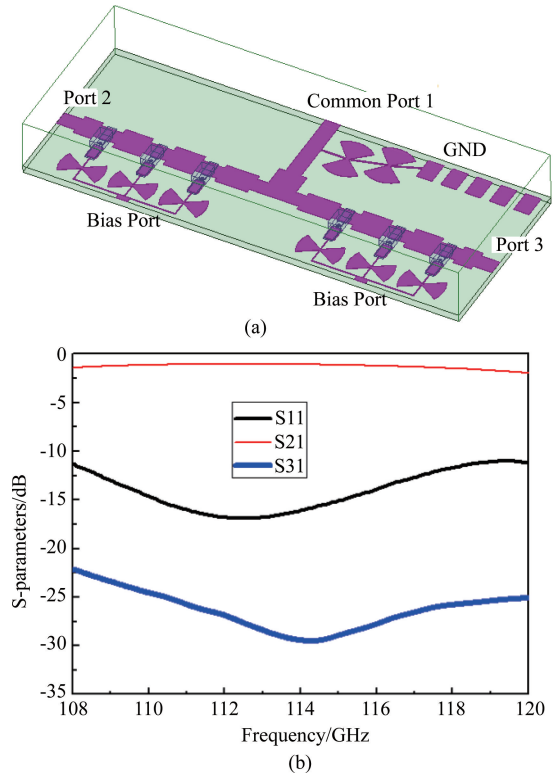 Port 2
Common Port 1
GND
Bias Port
Port 3
Bias Port
(a)
0
-5
-10
-15
-20
-25
-30
-35
S-parameters/dB
S11
S21
S31
108
110
112
114
116
118
120
Frequency/GHz
(b)